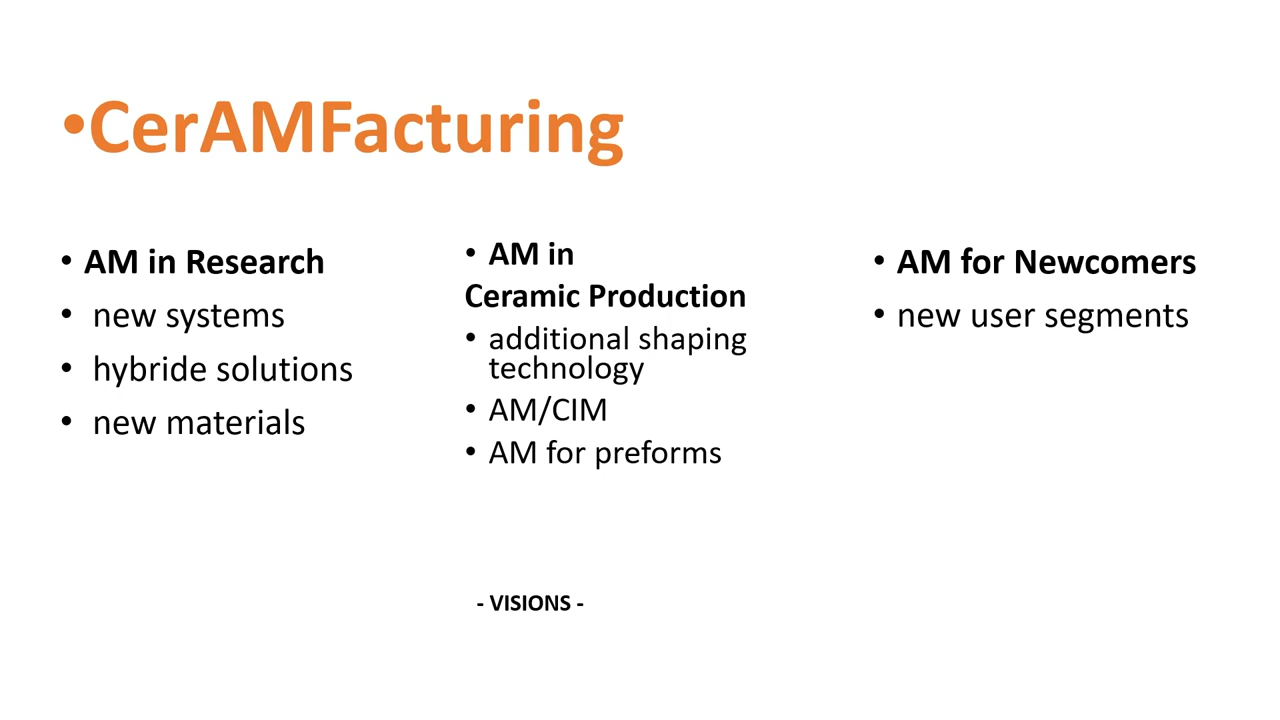 •CerAMFacturing
• AM in Research
• new systems
• hybride solutions
• new materials
• AM in
Ceramic Production
• additional shaping
technology
• AM/CIM
• AM for preforms
• AM for Newcomers
• new user segments
- VISIONS -